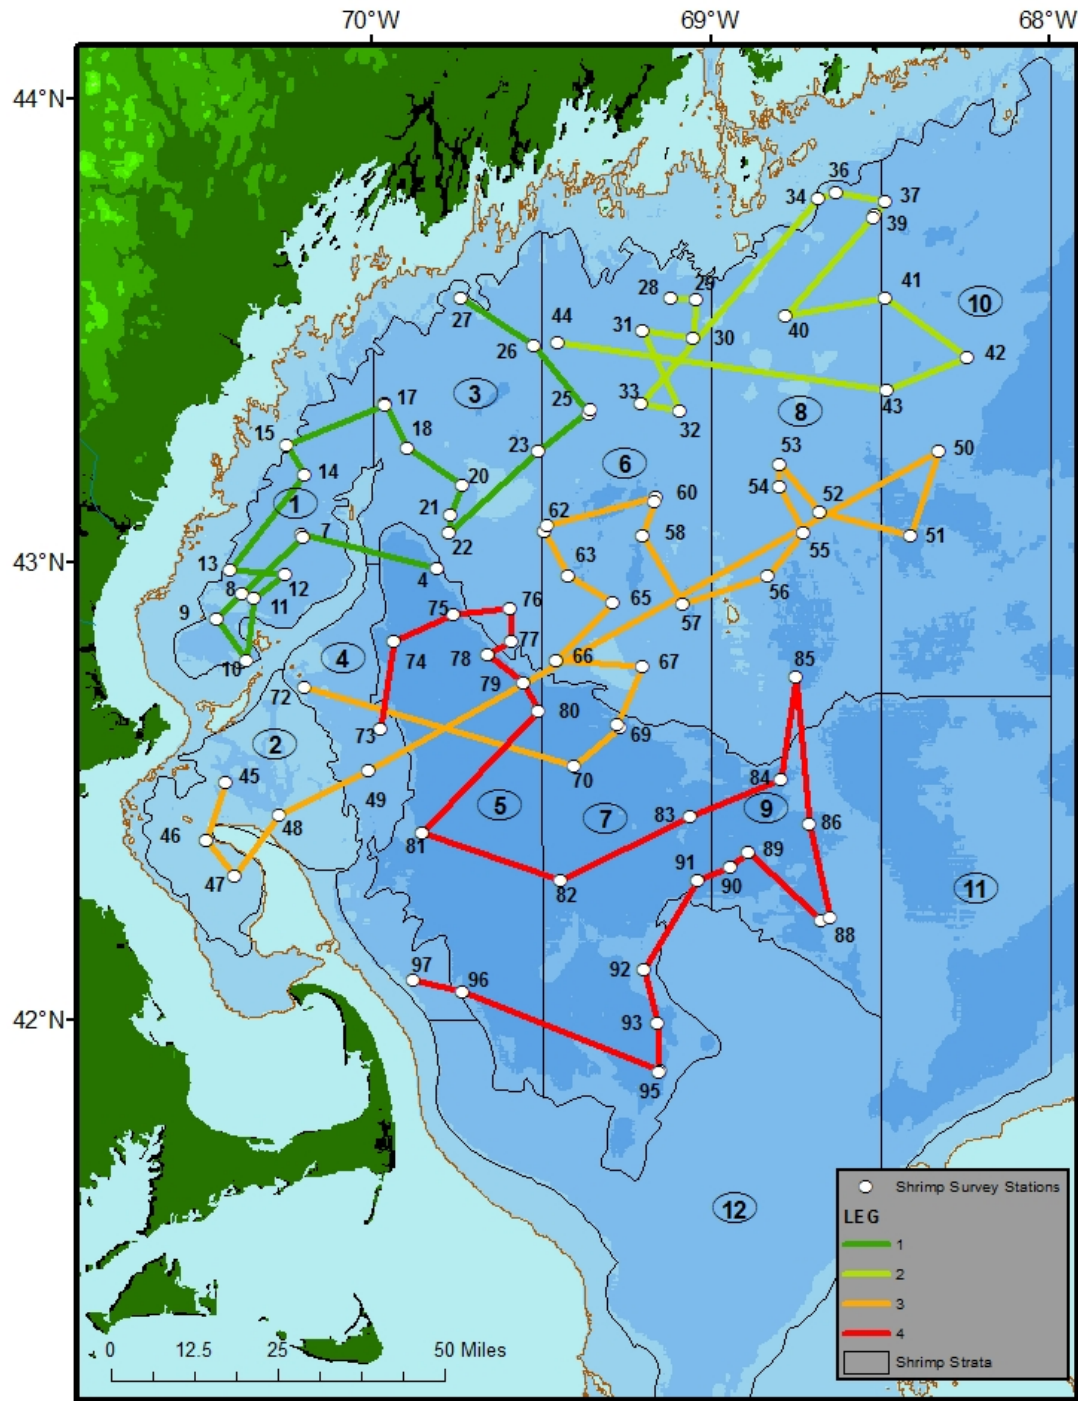 70°W 69°W 68°W
44°N
36
34 37
39
28 29 41 10
27 44 40
31 30
26 42
3 33 43
17 25 32 8
15 18 23 53 50
6
14 20 62 60 54 52
1 21
7 22 58 51
43°N
13 4 63 55
8 12 56
9 11 75 76 65 57
10 74 77
4 78 66 67 85
72 79
73 80 69
2
45 70 84
49 5 7 83 9
46 48 81 86
47 91 89
82 90 11
88
97 96 92
42°N 93
95
12
Shrimp Survey Stations
LEG
1
2
3
4
Shrimp Strata
0 12.5 25 50 Miles